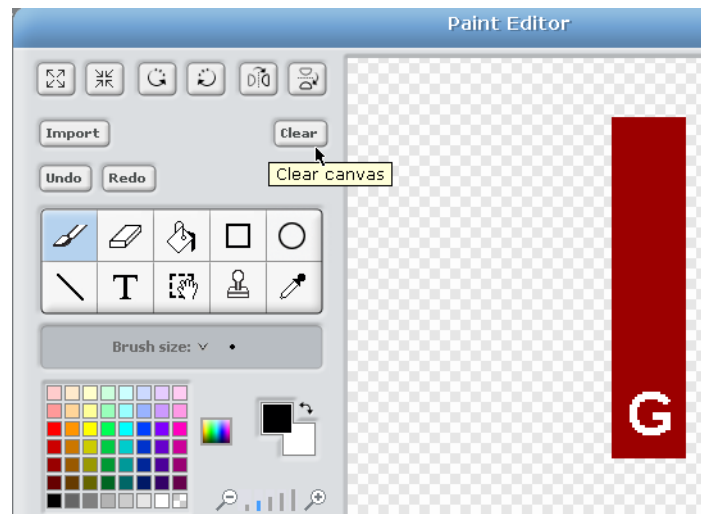 Paint Editor
Import
Clear
Clear canvas
Undo
Redo
T
Brush size:
G